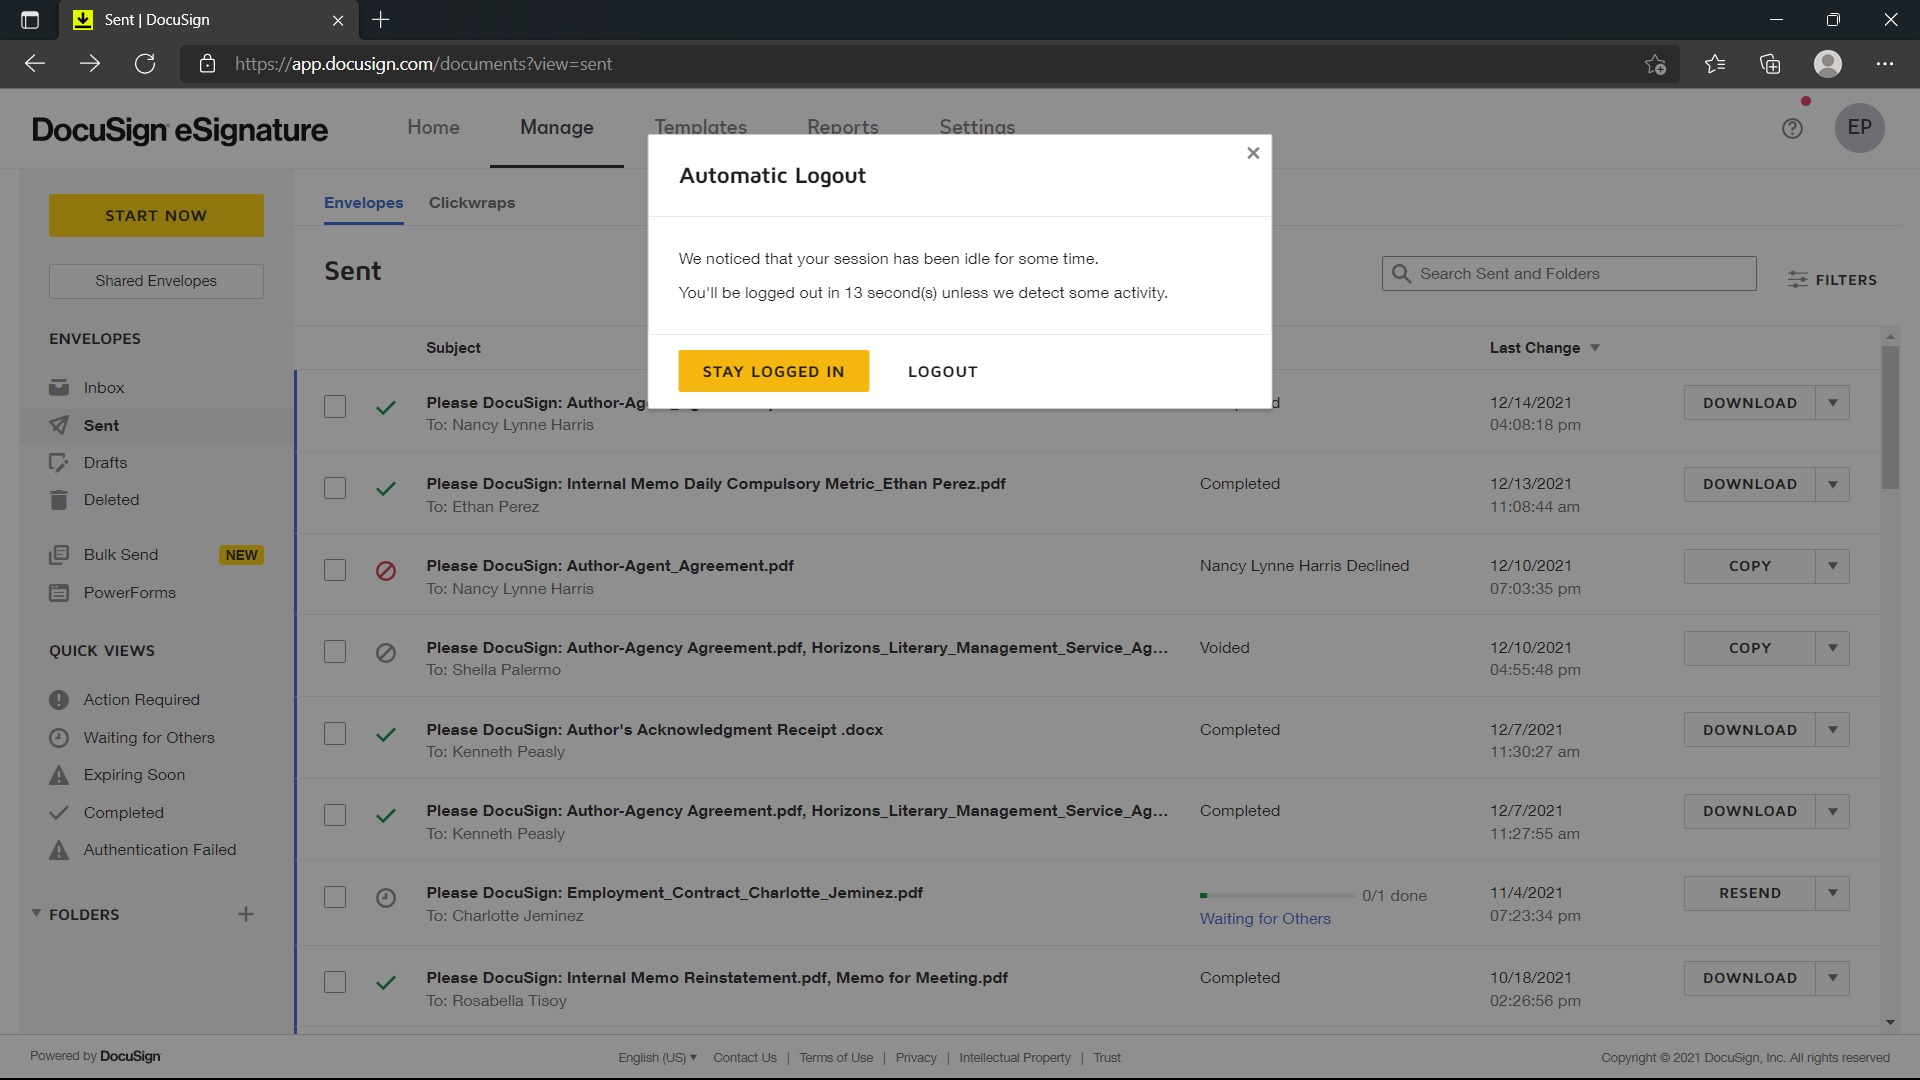 Sent | DocuSign
https://app.docusign.com/documents?view=sent
DocuSign eSignature
Home
Manage
Templates
Reports
Settings
EP
START NOW
Shared Envelopes
ENVELOPES
Inbox
Sent
Drafts
Deleted
Bulk Send
NEW
PowerForms
QUICK VIEWS
Action Required
Waiting for Others
Expiring Soon
Completed
Authentication Failed
FOLDERS
Envelopes
Clickwraps
Sent
Search Sent and Folders
FILTERS
Automatic Logout
We noticed that your session has been idle for some time.
You'll be logged out in 13 second(s) unless we detect some activity.
STAY LOGGED IN
LOGOUT
Subject
Last Change
Please DocuSign: Author-Ag
12/14/2021
DOWNLOAD
To: Nancy Lynne Harris
04:08:18 pm
Please DocuSign: Internal Memo Daily Compulsory Metric_Ethan Perez.pdf
Completed
12/13/2021
DOWNLOAD
To: Ethan Perez
11:08:44 am
Please DocuSign: Author-Agent_Agreement.pdf
Nancy Lynne Harris Declined
12/10/2021
COPY
To: Nancy Lynne Harris
07:03:35 pm
Please DocuSign: Author-Agency Agreement.pdf, Horizons_Literary_Management_Service_Ag...
Voided
12/10/2021
COPY
To: Sheila Palermo
04:55:48 pm
Please DocuSign: Author's Acknowledgment Receipt .docx
Completed
12/7/2021
DOWNLOAD
To: Kenneth Peasly
11:30:27 am
Please DocuSign: Author-Agency Agreement.pdf, Horizons_Literary_Management_Service_Ag...
Completed
12/7/2021
DOWNLOAD
To: Kenneth Peasly
11:27:55 am
Please DocuSign: Employment_Contract_Charlotte_Jeminez.pdf
0/1 done
11/4/2021
RESEND
To: Charlotte Jeminez
Waiting for Others
07:23:34 pm
Please DocuSign: Internal Memo Reinstatement.pdf, Memo for Meeting.pdf
Completed
10/18/2021
DOWNLOAD
To: Rosabella Tisoy
02:26:56 pm
Powered by DocuSign
English (US)
Contact Us | Terms of Use | Privacy | Intellectual Property | Trust
Copyright © 2021 DocuSign, Inc. All rights reserved